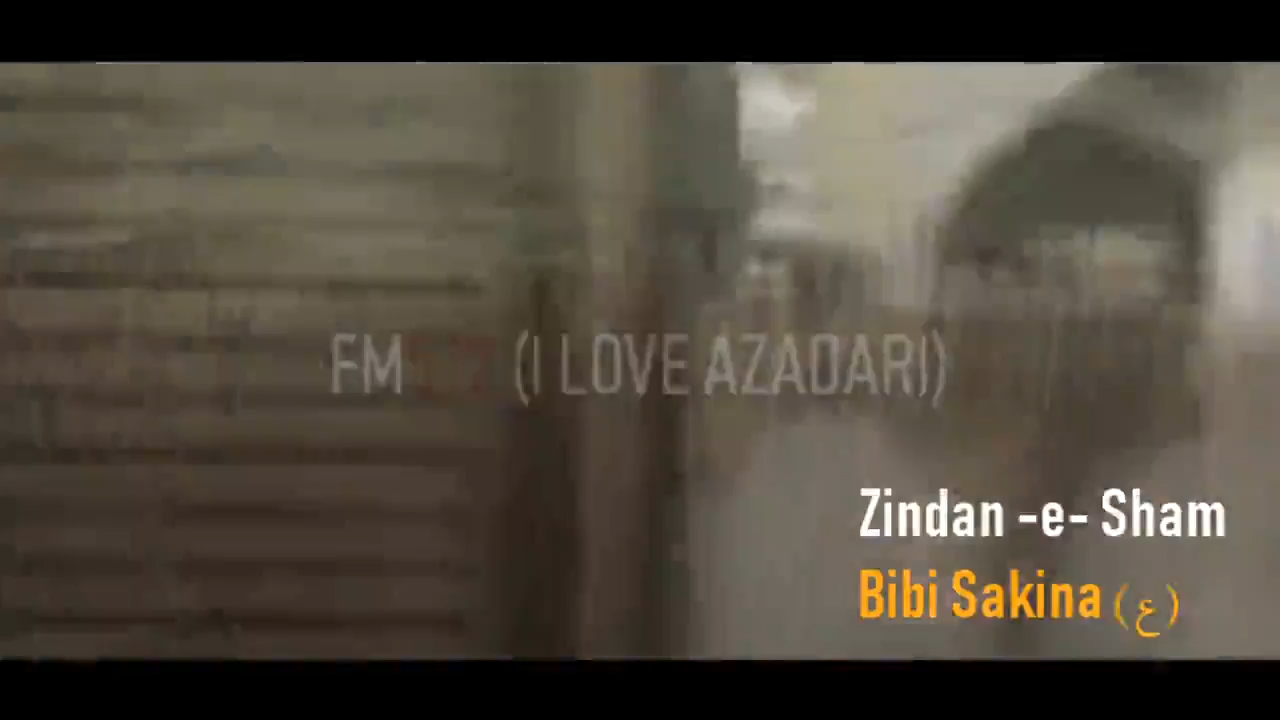 FM (I LOVE AZADARI)
Zindan -e- Sham
Bibi Sakina (ع)